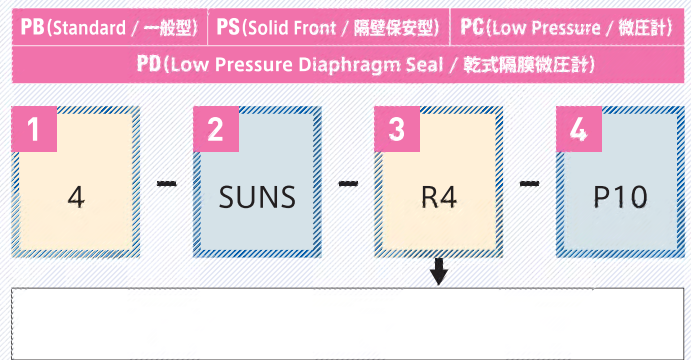 PB(Standard / 一般型) PS(Solid Front / 隔壁保安型) PC(Low Pressure / 微圧計)
PD(Low Pressure Diaphragm Seal / 乾式隔膜微圧計)
1 2 3 4
4 – SUNS – R4 – P10